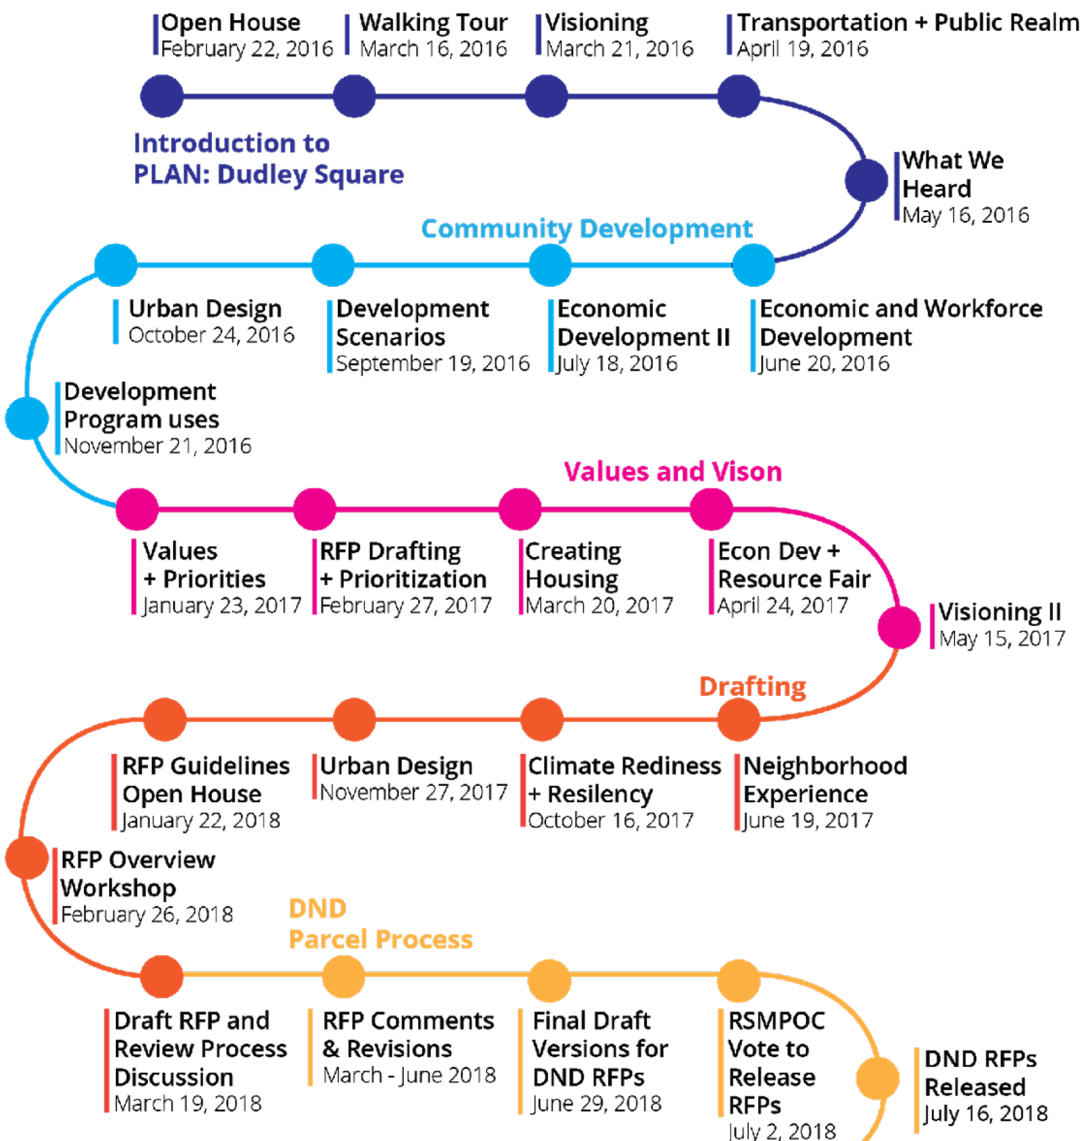 Open House
February 22, 2016
Walking Tour
March 16, 2016
Visioning
March 21, 2016
Transportation + Public Realm
April 19, 2016
Introduction to
PLAN: Dudley Square
What We
Heard
May 16, 2016
Community Development
Economic and Workforce
Development
June 20, 2016
Economic
Development II
July 18, 2016
Development
Scenarios
September 19, 2016
Urban Design
October 24, 2016
Development
Program uses
November 21, 2016
Values and Vison
Values
+ Priorities
January 23, 2017
RFP Drafting
+ Prioritization
February 27, 2017
Creating
Housing
March 20, 2017
Econ Dev +
Resource Fair
April 24, 2017
Visioning II
May 15, 2017
Drafting
Neighborhood
Experience
June 19, 2017
Climate Rediness
+ Resilency
October 16, 2017
Urban Design
November 27, 2017
RFP Guidelines
Open House
January 22, 2018
RFP Overview
Workshop
February 26, 2018
DND
Parcel Process
Draft RFP and
Review Process
Discussion
March 19, 2018
RFP Comments
& Revisions
March - June 2018
Final Draft
Versions for
DND RFPs
June 29, 2018
RSMPOC
Vote to
Release
RFPs
July 2, 2018
DND RFPs
Released
July 16, 2018